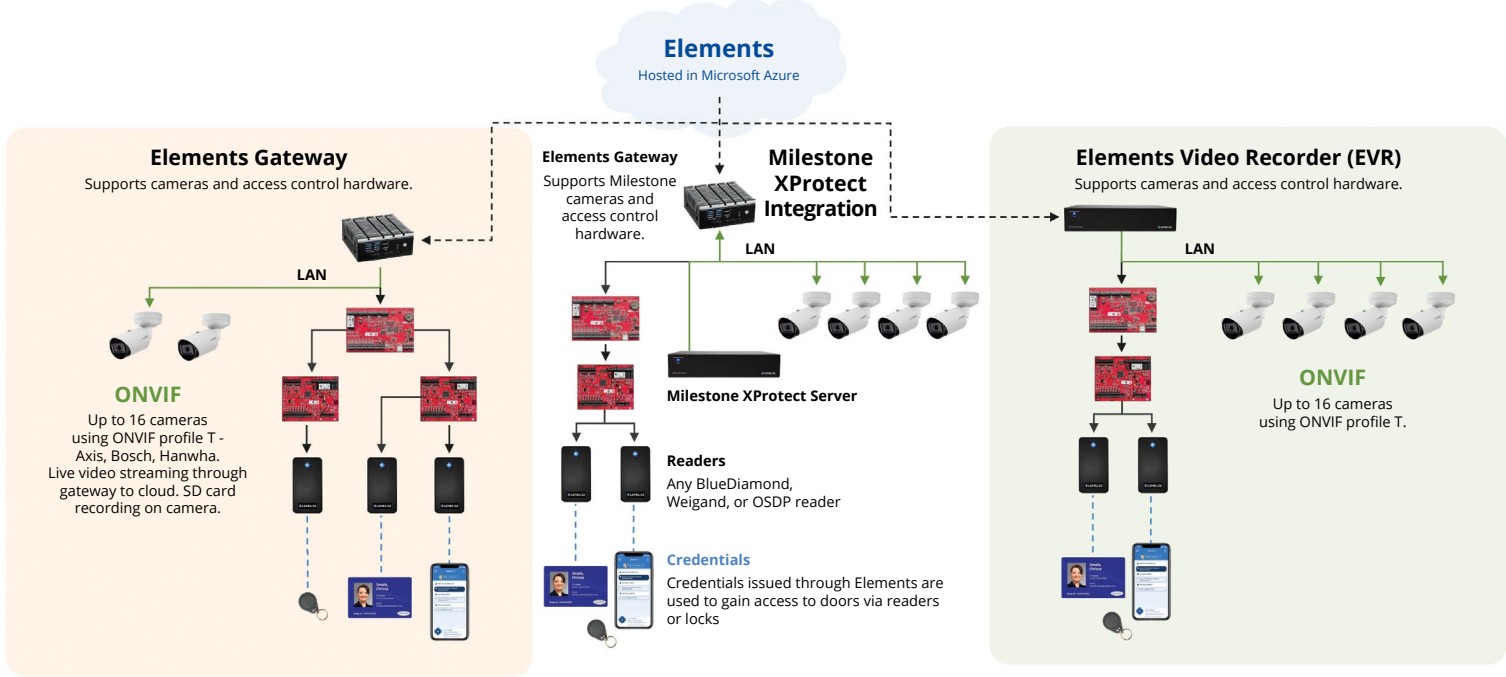 Elements
Hosted in Microsoft Azure
Elements Gateway
Supports cameras and access control hardware.
LAN
ONVIF
Up to 16 cameras
using ONVIF profile T -
Axis, Bosch, Hanwha.
Live video streaming through
gateway to cloud. SD card
recording on camera.
Elements Gateway
Supports Milestone
cameras and
access control
hardware.
Milestone
XProtect
Integration
LAN
Milestone XProtect Server
Readers
Any BlueDiamond,
Weigand, or OSDP reader
Credentials
Credentials issued through Elements are
used to gain access to doors via readers
or locks
Elements Video Recorder (EVR)
Supports cameras and access control hardware.
LAN
ONVIF
Up to 16 cameras
using ONVIF profile T.